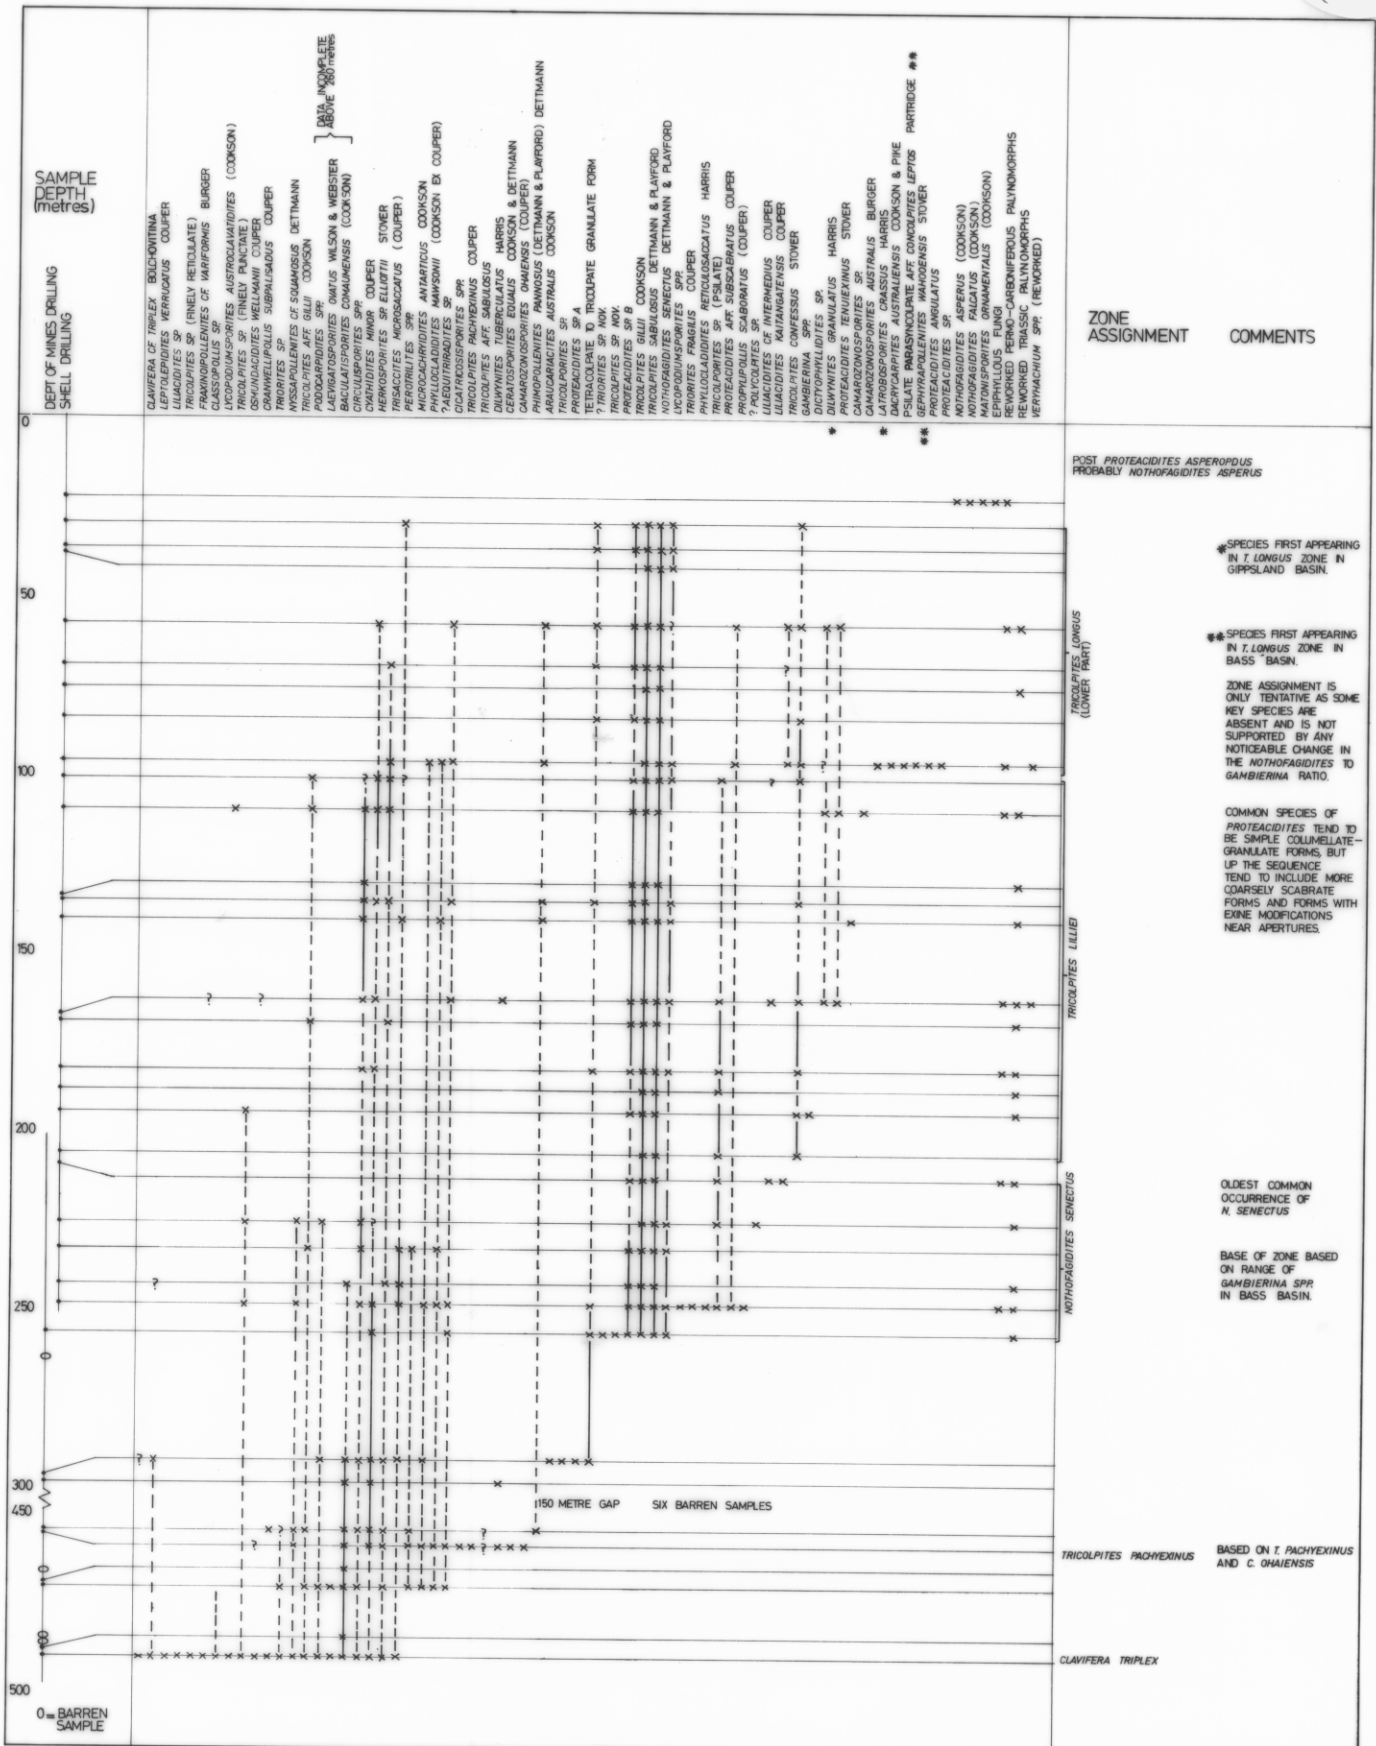 SAMPLE
DEPTH
(metres)
DEPT OF MINES DRILLING
SHELL DRILLING
CLAVIFERA CF TRIPLEX BOLCHOVITINA
LEPTOLEPIDITES VERRUCATUS COUPER
LILIACIDITES SP
TRICOLPITES SP. (FINELY RETICULATE)
FRAXINOIPOLLENITES CF VARIFORMIS BURGER
CLASSOPOLLIS SP.
LYCOPODIUMSPORITES AUSTROCLAVATIDITES (COOKSON)
TRICOLPITES SP. (FINELY PUNCTATE)
OSMUNDACIDITES WELLMANII COUPER
CRANWELLIPOLLIS SUBPALISADUS COUPER
TRIORITES SP.
NYSSAPOLLENITES CF SQUAMOSUS DETTMANN
TRICOLPITES AFF. GILLII COOKSON
PODOCARPIDITES SPP.
LAEVIGATOSPORITES OVATUS WILSON & WEBSTER
BACULATISPORITES COMAUMENSIS (COOKSON)
DATA INCOMPLETE
ABOVE 260 metres
CIRCULISPORITES SPP.
CYATHIDITES MINOR COUPER
HERKOSPORITES SP. ELLIOTTII STOVER
TRISACCITES MICROSACCATUS (COUPER)
PEROTRILITES SPP.
MICROCACHRYIDITES ANTARCTICUS COOKSON
PHYLLOCLADIDITES MAWSONII (COOKSON EX COUPER)
?AEQUITRIRADITES SP.
CICATRICOSISPORITES SPP.
TRICOLPITES PACHYEXINUS COUPER
TRICOLPITES AFF. SABULOSUS
DILWYNITES TUBERCULATUS HARRIS
CERATOSPORITES EQUALIS COOKSON & DETTMANN
CAMAROZONOSPORITES OHAIENSIS (COUPER)
PHIMOPOLLENITES PANNOSUS (DETTMANN & PLAYFORD) DETTMANN
ARAUCARIACITES AUSTRALIS COOKSON
TRICOLPORITES SP.
PROTEACIDITES SP A
TETRACOLPATE TO TRICOLPATE GRANULATE FORM
? TRIORITES SP. NOV.
TRICOLPITES SP. NOV.
PROTEACIDITES SP. B
TRICOLPITES GILLII COOKSON
TRICOLPITES SABULOSUS DETTMANN & PLAYFORD
NOTHOFAGIDITES SENECTUS DETTMANN & PLAYFORD
LYCOPODIUMSPORITES SPP.
TRIORITES FRAGILIS COUPER
PHYLLOCLADIDITES RETICULOSACCATUS HARRIS
TRICOLPORITES SP. (PSILATE)
PROTEACIDITES AFF. SUBSCABRATUS COUPER
PROPYLIPOLLIS SCABORATUS (COUPER)
? POLYCOLPITES SP.
LILIACIDITES CF INTERMEDIUS COUPER
LILIACIDITES KAITANGATENSIS COUPER
TRICOLPITES CONFESSUS STOVER
GAMBIERINA SPP.
DICTYOPHYLLIDITES SP.
DILWYNITES GRANULATUS HARRIS *
PROTEACIDITES TENUIEXINUS STOVER
CAMAROZONOSPORITES SP.
CAMAROZONOSPORITES AUSTRALIS BURGER
LATROBOSPORITES CRASSUS HARRIS *
DACRYCARPITES AUSTRALIENSIS COOKSON & PIKE
PSILATE PARASYNCOLPATE AFF. CONCOLPITES LEPTOS PARTRIDGE **
GEPHYRAPOLLENITES WAHOOENSIS STOVER **
PROTEACIDITES ANGULATUS
PROTEACIDITES SP.
NOTHOFAGIDITES ASPERUS (COOKSON)
NOTHOFAGIDITES FALCATUS (COOKSON)
MATONISPORITES ORNAMENTALIS (COOKSON)
EPIPHYLLOUS FUNGI
REWORKED PERMO-CARBONIFEROUS PALYNOMORPHS
REWORKED TRIASSIC PALYNOMORPHS
VERYHACHIUM SPP. (REWORKED)
ZONE
ASSIGNMENT
COMMENTS
0
50
100
150
200
250
300
450
500
POST PROTEACIDITES ASPEROPDUS
PROBABLY NOTHOFAGIDITES ASPERUS
TRICOLPITES LONGUS
(LOWER PART)
TRICOLPITES LILLIEI
NOTHOFAGIDITES SENECTUS
TRICOLPITES PACHYEXINUS
CLAVIFERA TRIPLEX
* SPECIES FIRST APPEARING
IN T. LONGUS ZONE IN
GIPPSLAND BASIN.
** SPECIES FIRST APPEARING
IN T. LONGUS ZONE IN
BASS BASIN.
ZONE ASSIGNMENT IS
ONLY TENTATIVE AS SOME
KEY SPECIES ARE
ABSENT AND IS NOT
SUPPORTED BY ANY
NOTICEABLE CHANGE IN
THE NOTHOFAGIDITES TO
GAMBIERINA RATIO.
COMMON SPECIES OF
PROTEACIDITES TEND TO
BE SIMPLE COLUMELLATE-
GRANULATE FORMS, BUT
UP THE SEQUENCE
TEND TO INCLUDE MORE
COARSELY SCABRATE
FORMS AND FORMS WITH
EXINE MODIFICATIONS
NEAR APERTURES.
OLDEST COMMON
OCCURRENCE OF
N. SENECTUS
BASE OF ZONE BASED
ON RANGE OF
GAMBIERINA SPP.
IN BASS BASIN.
150 METRE GAP SIX BARREN SAMPLES
BASED ON T. PACHYEXINUS
AND C. OHAIENSIS
0 = BARREN
SAMPLE